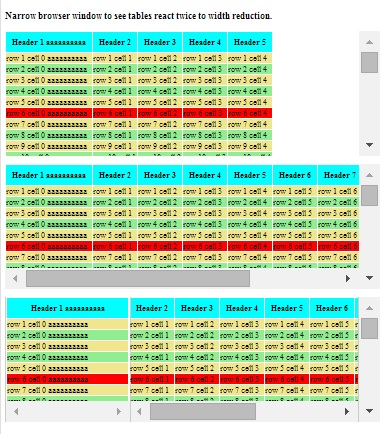 Narrow browser window to see tables react twice to width reduction.
Header 1 aaaaaaaaaa Header 2 Header 3 Header 4 Header 5
row 1 cell 0 aaaaaaaaaa row 1 cell 1 row 1 cell 2 row 1 cell 3 row 1 cell 4
row 2 cell 0 aaaaaaaaaa row 2 cell 1 row 2 cell 2 row 2 cell 3 row 2 cell 4
row 3 cell 0 aaaaaaaaaa row 3 cell 1 row 3 cell 2 row 3 cell 3 row 3 cell 4
row 4 cell 0 aaaaaaaaaa row 4 cell 1 row 4 cell 2 row 4 cell 3 row 4 cell 4
row 5 cell 0 aaaaaaaaaa row 5 cell 1 row 5 cell 2 row 5 cell 3 row 5 cell 4
row 6 cell 0 aaaaaaaaaa row 6 cell 1 row 6 cell 2 row 6 cell 3 row 6 cell 4
row 7 cell 0 aaaaaaaaaa row 7 cell 1 row 7 cell 2 row 7 cell 3 row 7 cell 4
row 8 cell 0 aaaaaaaaaa row 8 cell 1 row 8 cell 2 row 8 cell 3 row 8 cell 4
row 9 cell 0 aaaaaaaaaa row 9 cell 1 row 9 cell 2 row 9 cell 3 row 9 cell 4
Header 1 aaaaaaaaaa Header 2 Header 3 Header 4 Header 5 Header 6 Header 7
row 1 cell 0 aaaaaaaaaa row 1 cell 1 row 1 cell 2 row 1 cell 3 row 1 cell 4 row 1 cell 5 row 1 cell 6
row 2 cell 0 aaaaaaaaaa row 2 cell 1 row 2 cell 2 row 2 cell 3 row 2 cell 4 row 2 cell 5 row 2 cell 6
row 3 cell 0 aaaaaaaaaa row 3 cell 1 row 3 cell 2 row 3 cell 3 row 3 cell 4 row 3 cell 5 row 3 cell 6
row 4 cell 0 aaaaaaaaaa row 4 cell 1 row 4 cell 2 row 4 cell 3 row 4 cell 4 row 4 cell 5 row 4 cell 6
row 5 cell 0 aaaaaaaaaa row 5 cell 1 row 5 cell 2 row 5 cell 3 row 5 cell 4 row 5 cell 5 row 5 cell 6
row 6 cell 0 aaaaaaaaaa row 6 cell 1 row 6 cell 2 row 6 cell 3 row 6 cell 4 row 6 cell 5 row 6 cell 6
row 7 cell 0 aaaaaaaaaa row 7 cell 1 row 7 cell 2 row 7 cell 3 row 7 cell 4 row 7 cell 5 row 7 cell 6
Header 1 aaaaaaaaaa Header 2 Header 3 Header 4 Header 5 Header 6
row 1 cell 0 aaaaaaaaaa row 1 cell 1 row 1 cell 2 row 1 cell 3 row 1 cell 4 row 1 cell 5 r
row 2 cell 0 aaaaaaaaaa row 2 cell 1 row 2 cell 2 row 2 cell 3 row 2 cell 4 row 2 cell 5 r
row 3 cell 0 aaaaaaaaaa row 3 cell 1 row 3 cell 2 row 3 cell 3 row 3 cell 4 row 3 cell 5 r
row 4 cell 0 aaaaaaaaaa row 4 cell 1 row 4 cell 2 row 4 cell 3 row 4 cell 4 row 4 cell 5 r
row 5 cell 0 aaaaaaaaaa row 5 cell 1 row 5 cell 2 row 5 cell 3 row 5 cell 4 row 5 cell 5 r
row 6 cell 0 aaaaaaaaaa row 6 cell 1 row 6 cell 2 row 6 cell 3 row 6 cell 4 row 6 cell 5 r
row 7 cell 0 aaaaaaaaaa row 7 cell 1 row 7 cell 2 row 7 cell 3 row 7 cell 4 row 7 cell 5 r